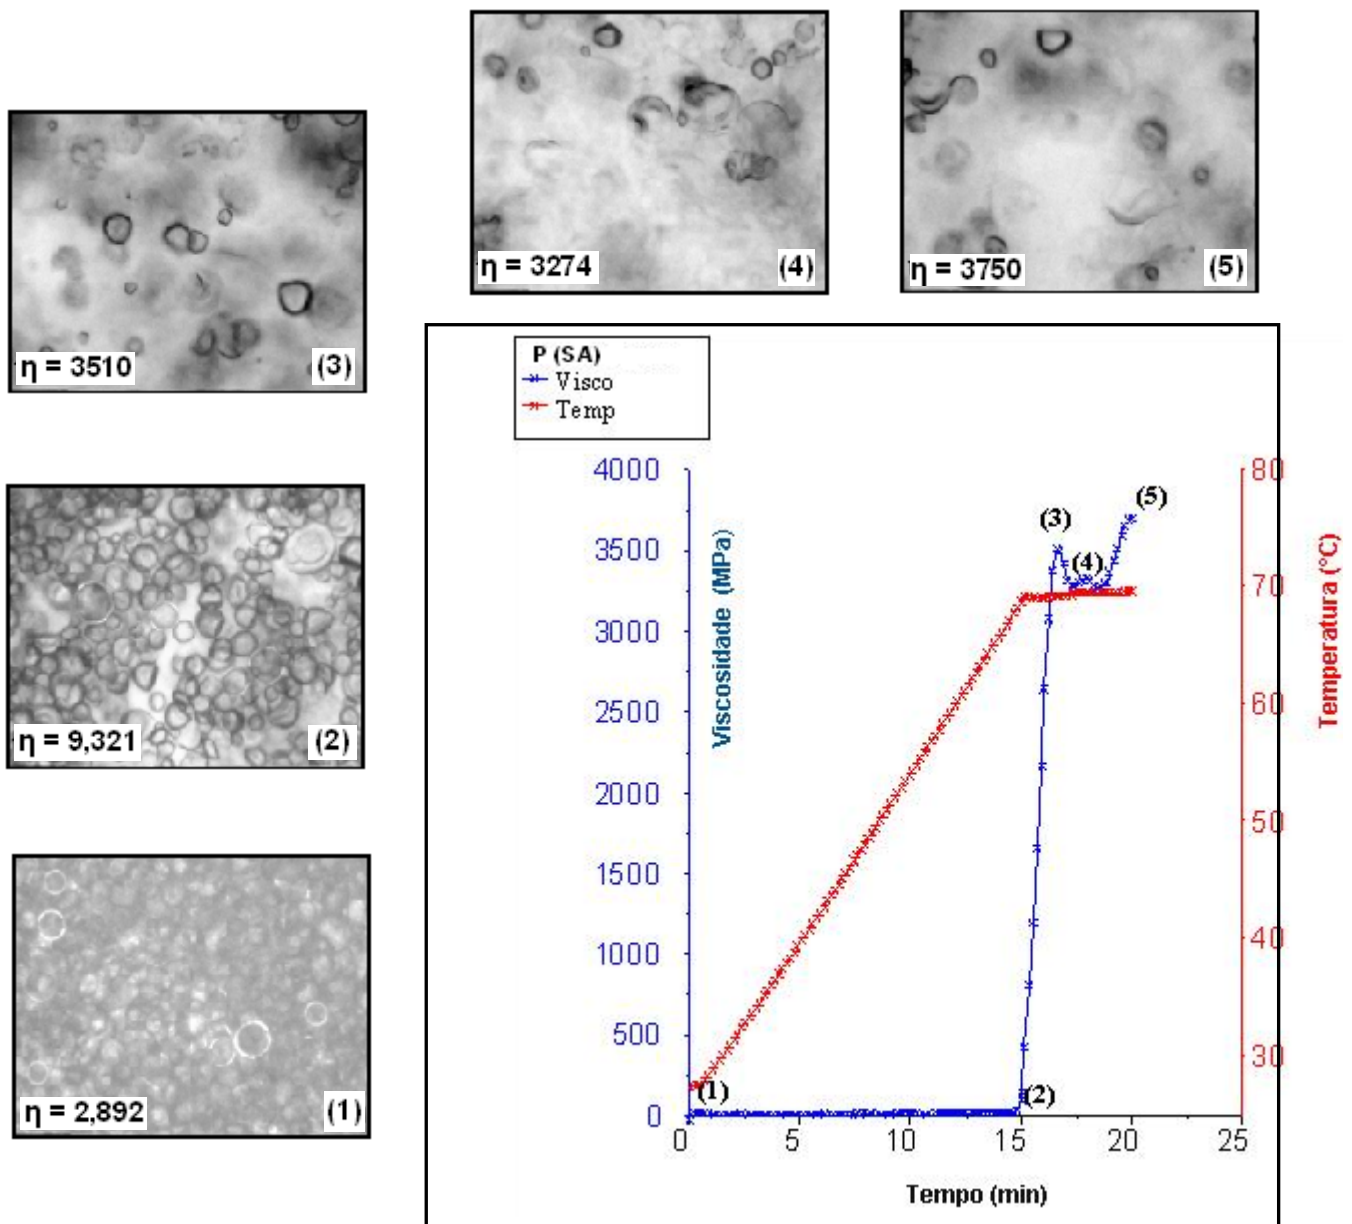 η = 3274
(4)
η = 3750
(5)
η = 3510
(3)
η = 9,321
(2)
η = 2,892
(1)
P (SA)
Visco
Temp
4000
3500
3000
2500
2000
1500
1000
500
0
Viscosidade (MPa)
(1)
(2)
(3)
(4)
(5)
80
70
60
50
40
30
Temperatura (°C)
0 5 10 15 20 25
Tempo (min)